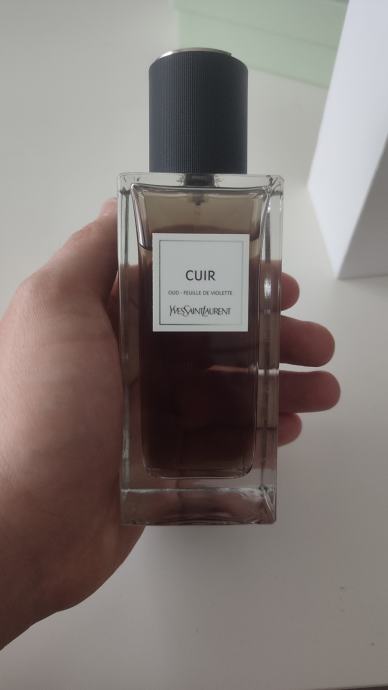 CUIR
OUD - FEUILLE DE VIOLETTE
YVESSAINTLAURENT